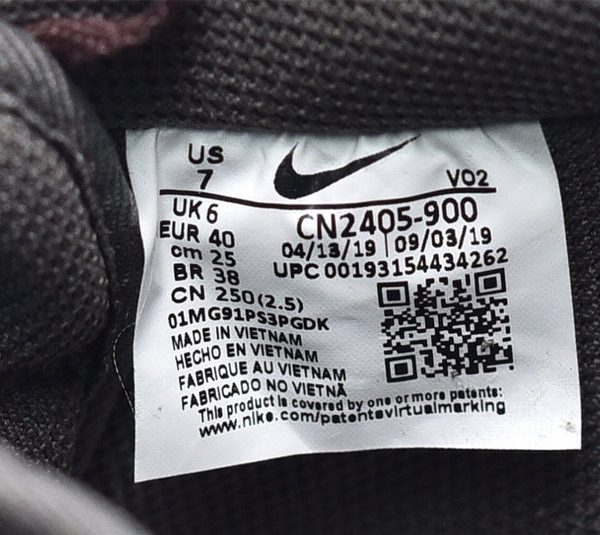 US
7
VO2
UK 6
CN2405-900
EUR 40
04/13/19 09/03/19
cm 25
UPC 00193154434262
BR 38
CN 250(2.5)
01MG91PS3PGDK
MADE IN VIETNAM
HECHO EN VIETNAM
FABRIQUE AU VIETNAM
FABRICADO NO VIETNÃ
This product is covered by one or more patents:
www.nike.com/patentsvirtualmarking